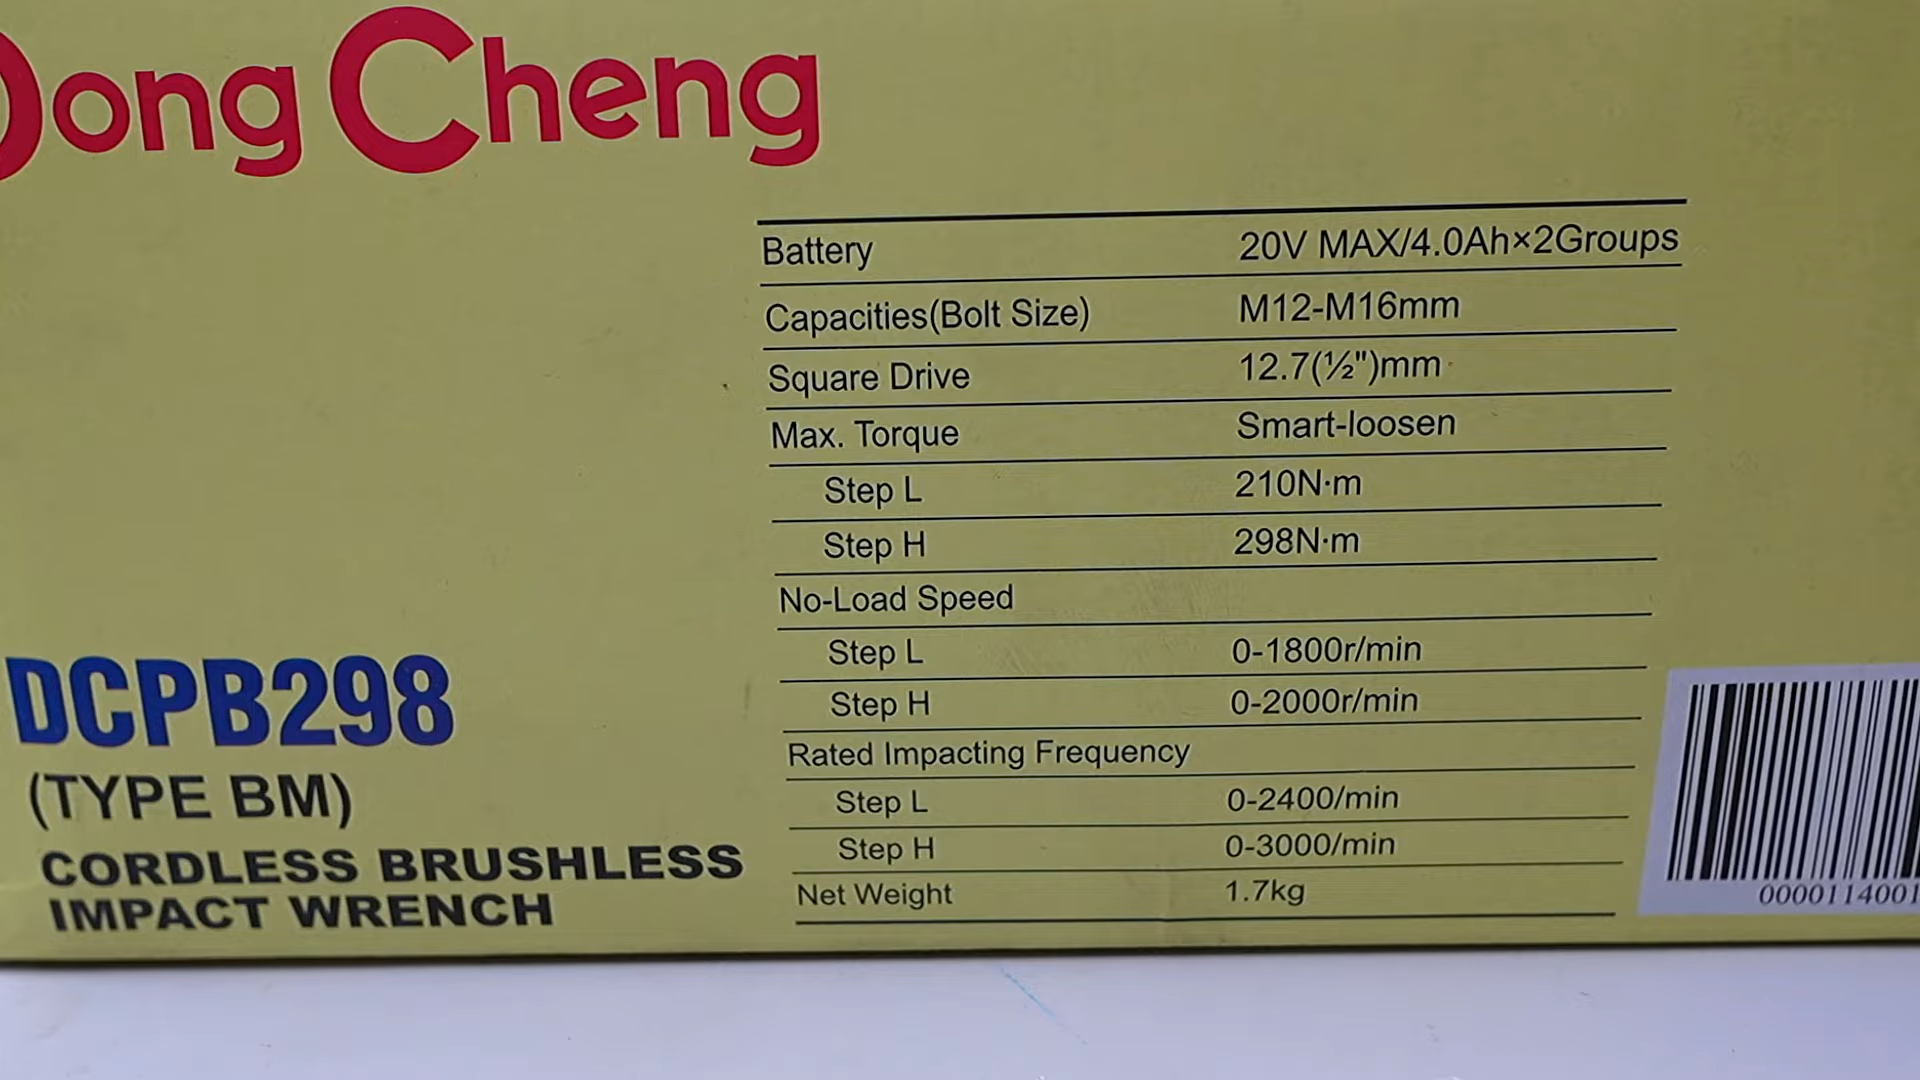 Dong Cheng
Battery 20V MAX/4.0Ah×2Groups
Capacities(Bolt Size) M12-M16mm
Square Drive 12.7(½")mm
Max. Torque Smart-loosen
Step L 210N·m
Step H 298N·m
No-Load Speed
Step L 0-1800r/min
Step H 0-2000r/min
Rated Impacting Frequency
Step L 0-2400/min
Step H 0-3000/min
Net Weight 1.7kg
DCPB298
(TYPE BM)
CORDLESS BRUSHLESS
IMPACT WRENCH
0000114001